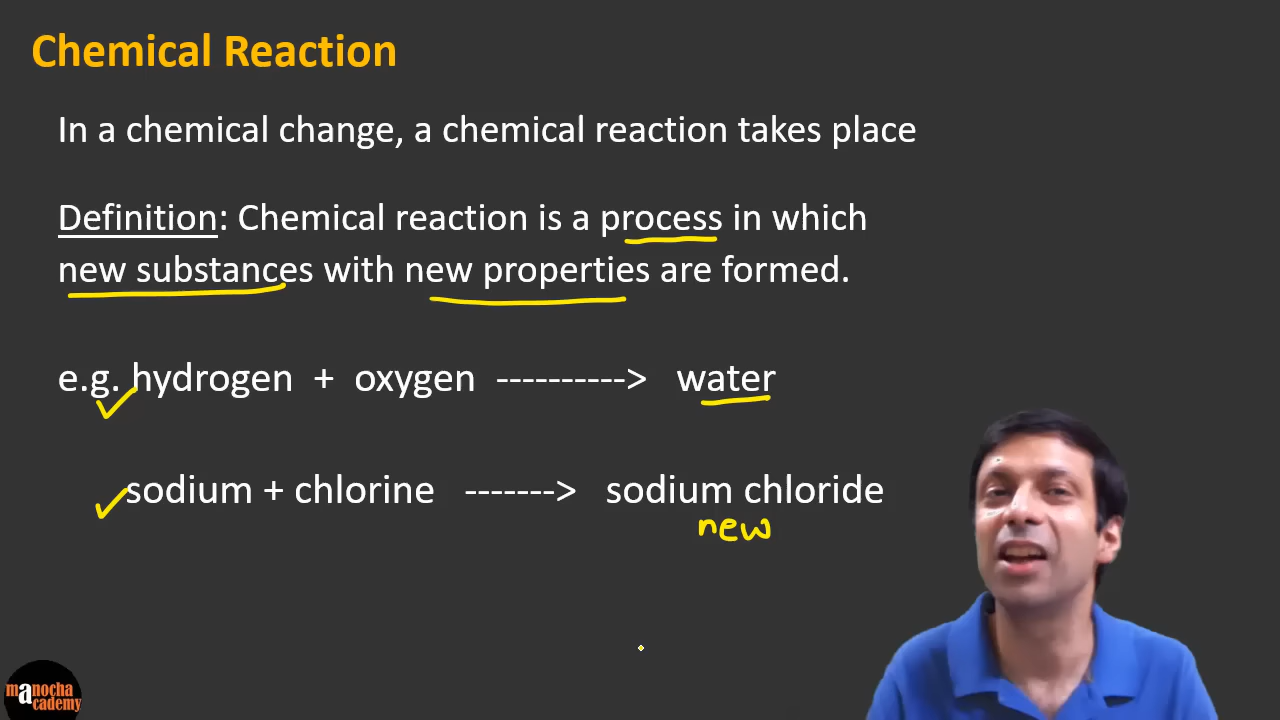 Chemical Reaction
In a chemical change, a chemical reaction takes place
Definition: Chemical reaction is a process in which
new substances with new properties are formed.
e.g. hydrogen + oxygen ----------> water
sodium + chlorine -------> sodium chloride
new
manocha
academy